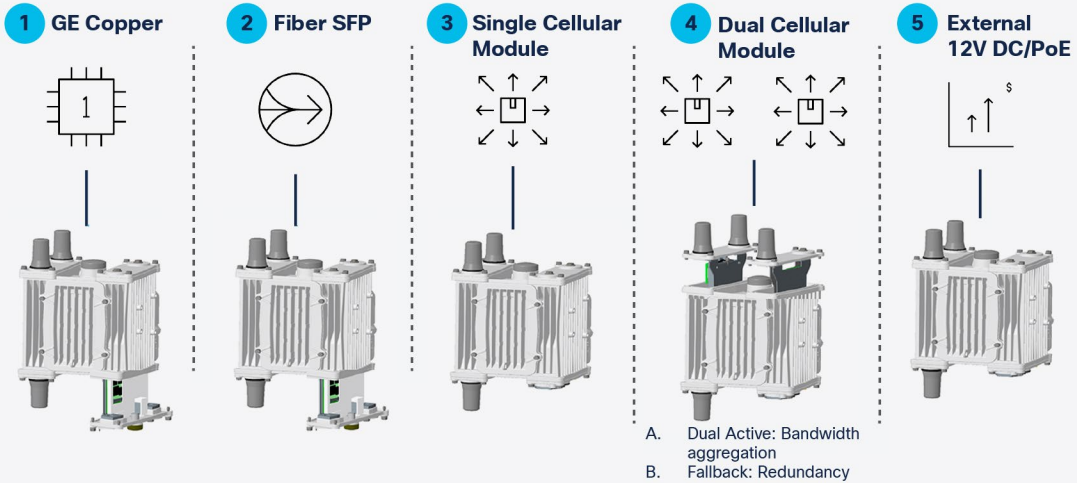 1 GE Copper
2 Fiber SFP
3 Single Cellular
Module
4 Dual Cellular
Module
5 External
12V DC/PoE
1
$
A. Dual Active: Bandwidth
aggregation
B. Fallback: Redundancy